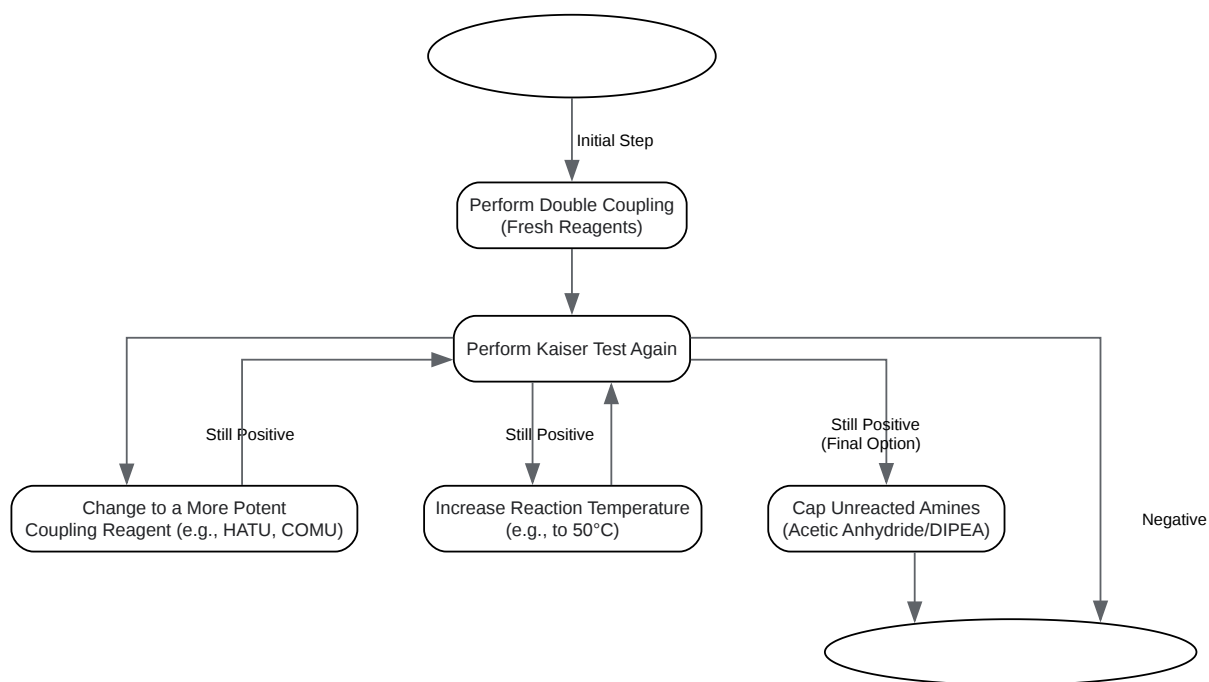 Initial Step
Perform Double Coupling
(Fresh Reagents)
Perform Kaiser Test Again
Still Positive
Still Positive
Still Positive
(Final Option)
Change to a More Potent
Coupling Reagent (e.g., HATU, COMU)
Increase Reaction Temperature
(e.g., to 50°C)
Cap Unreacted Amines
(Acetic Anhydride/DIPEA)
Negative